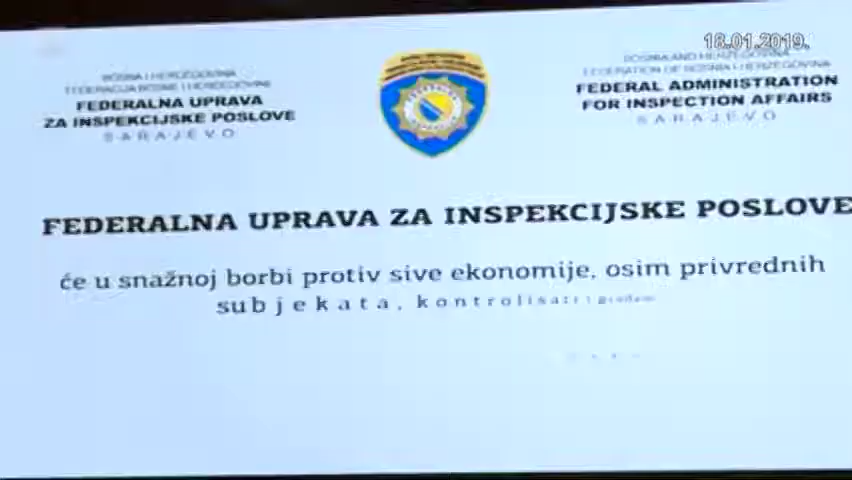 18.01.2019.
BOSNA I HERCEGOVINA
FEDERACIJA BOSNE I HERCEGOVINE
FEDERALNA UPRAVA
ZA INSPEKCIJSKE POSLOVE
SARAJEVO
BOSNIA AND HERZEGOVINA
FEDERATION OF BOSNIA I HERZEGOVINA
FEDERAL ADMINISTRATION
FOR INSPECTION AFFAIRS
SARAJEVO
FEDERALNA UPRAVA ZA INSPEKCIJSKE POSLOVE
će u snažnoj borbi protiv sive ekonomije, osim privrednih
subjekata, kontrolisati i